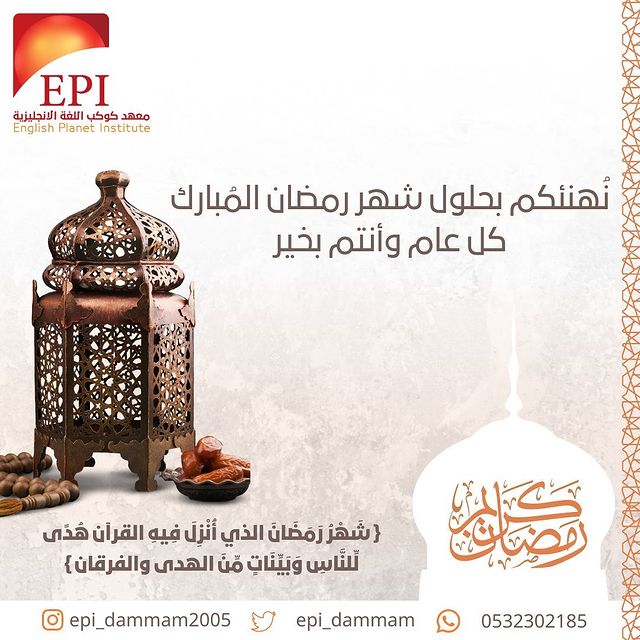 EPI
معهد كوكب اللغة الانجليزية
English Planet Institute
نُهنئكم بحلول شهر رمضان المُبارك
كل عام وأنتم بخير
رمضان كريم
{ شَهْرُ رَمَضَانَ الذي أُنْزِلَ فِيهِ القرآن هُدًى
لِّلنَّاسِ وَبَيِّنَاتٍ مِّنَ الهدى والفرقان }
epi_dammam2005 epi_dammam 0532302185